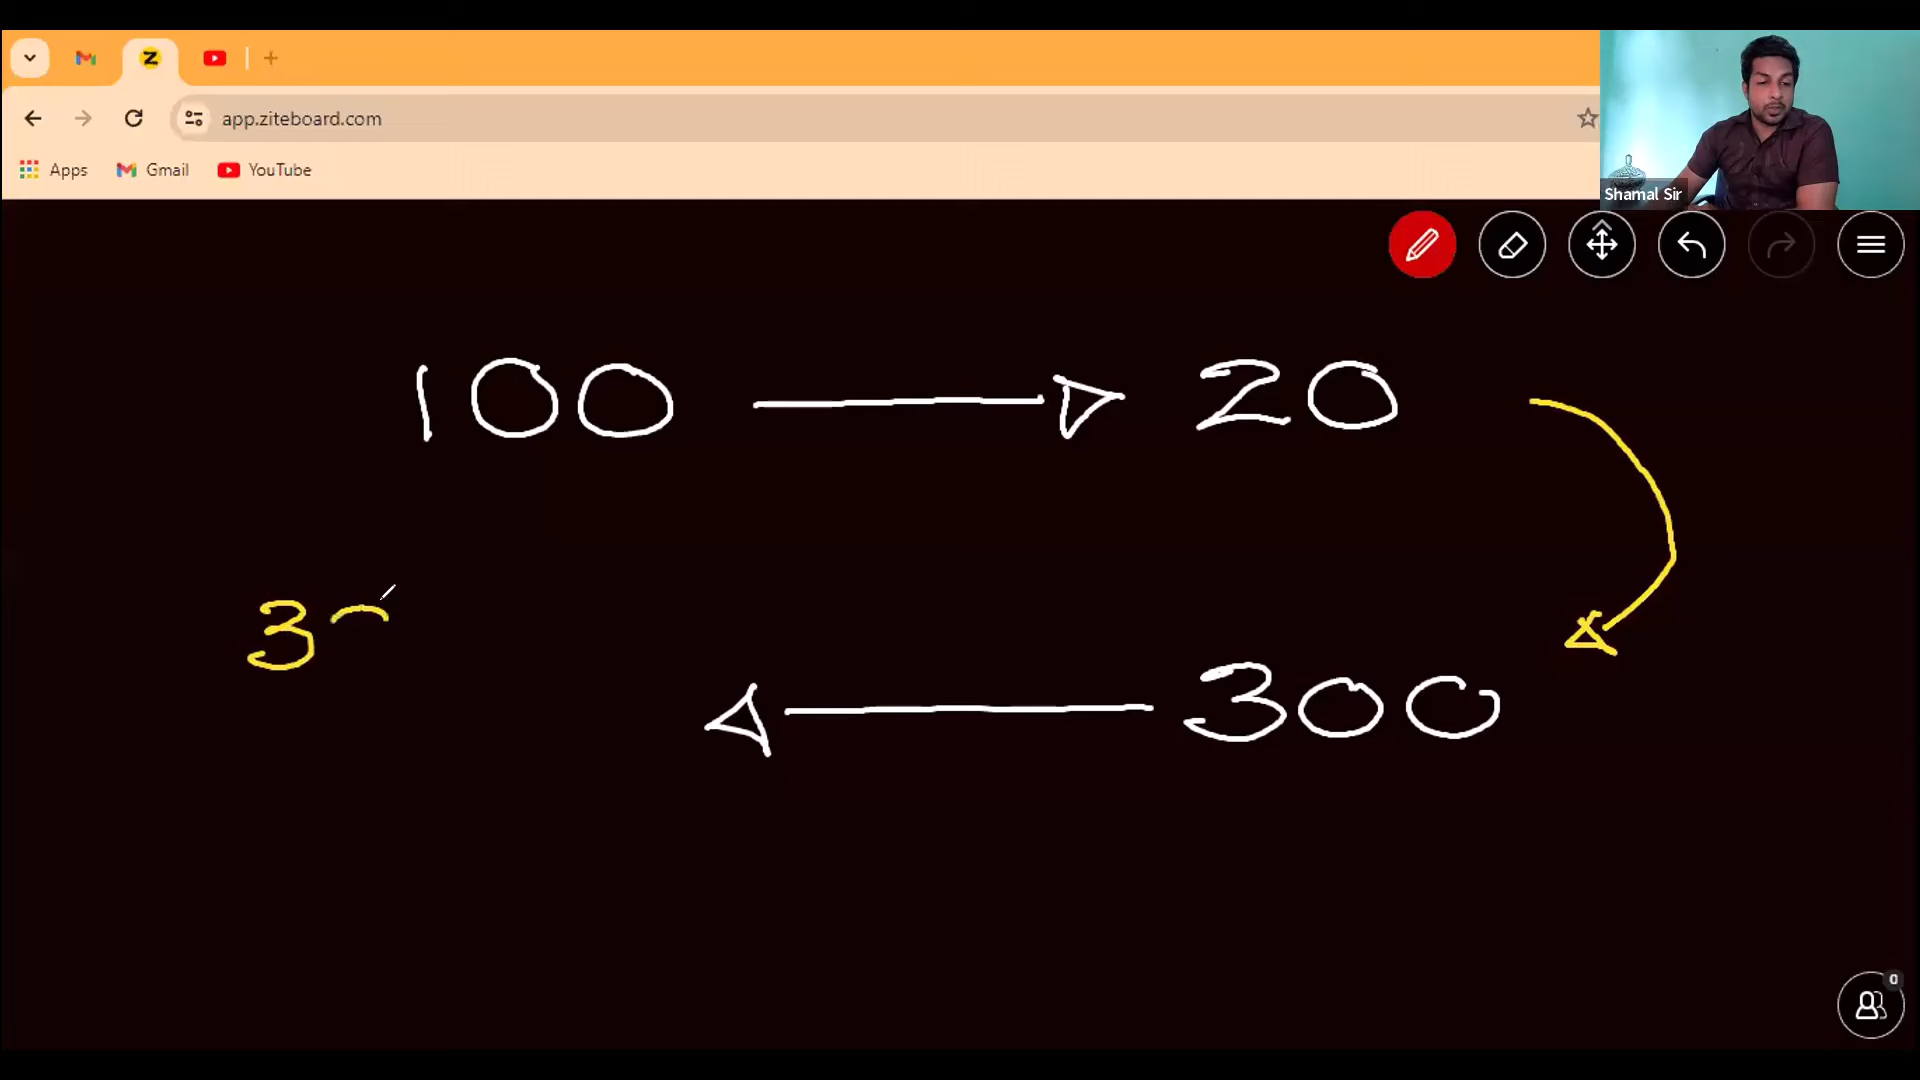 app.ziteboard.com
Apps Gmail YouTube
Shamal Sir
100 → 20
3
← 300
0